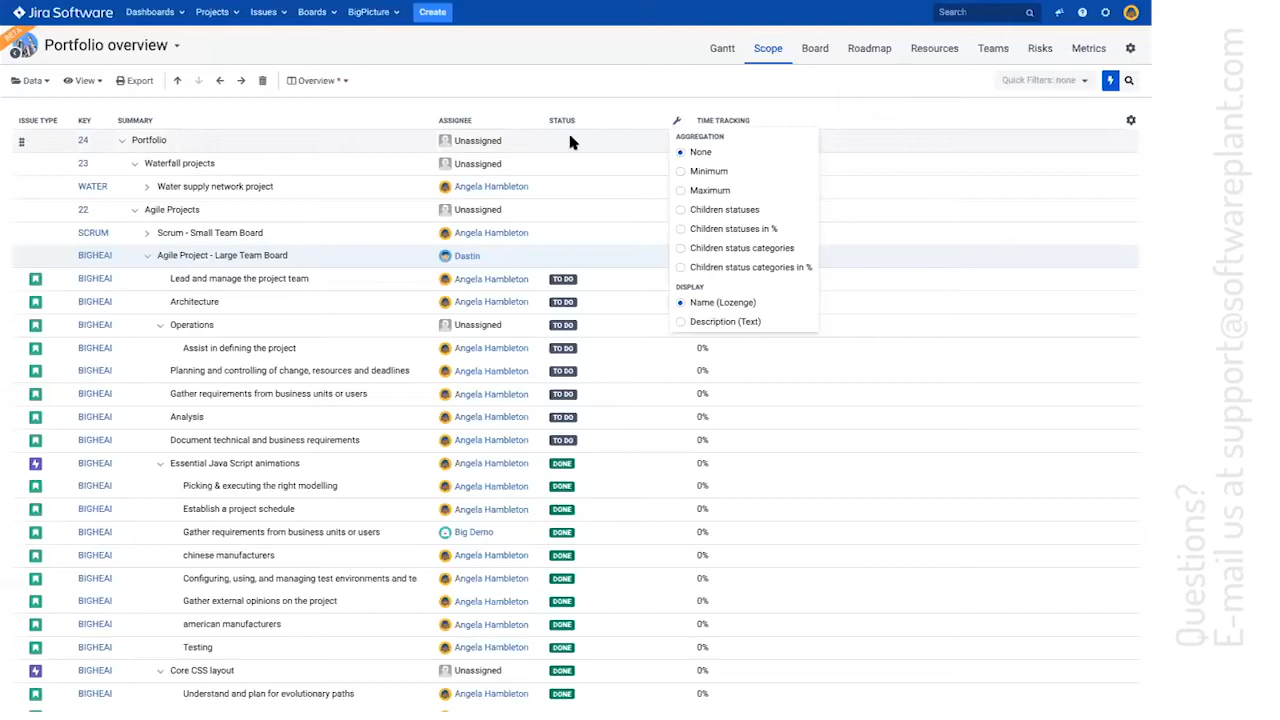 Jira Software Dashboards Projects Issues Boards BigPicture Create Search
BETA
Portfolio overview Gantt Scope Board Roadmap Resources Teams Risks Metrics
Data View Export Overview * Quick Filters: none
ISSUE TYPE KEY SUMMARY ASSIGNEE STATUS TIME TRACKING
24 Portfolio Unassigned
23 Waterfall projects Unassigned
WATER Water supply network project Angela Hambleton
22 Agile Projects Unassigned
SCRUM Scrum - Small Team Board Angela Hambleton
BIGHEAI Agile Project - Large Team Board Dastin
BIGHEAI Lead and manage the project team Angela Hambleton TO DO
BIGHEAI Architecture Angela Hambleton TO DO
BIGHEAI Operations Unassigned TO DO
BIGHEAI Assist in defining the project Angela Hambleton TO DO 0%
BIGHEAI Planning and controlling of change, resources and deadlines Angela Hambleton TO DO 0%
BIGHEAI Gather requirements from business units or users Angela Hambleton TO DO 0%
BIGHEAI Analysis Angela Hambleton TO DO 0%
BIGHEAI Document technical and business requirements Angela Hambleton TO DO 0%
BIGHEAI Essential Java Script animations Angela Hambleton DONE 0%
BIGHEAI Picking & executing the right modelling Angela Hambleton DONE 0%
BIGHEAI Establish a project schedule Angela Hambleton DONE 0%
BIGHEAI Gather requirements from business units or users Big Demo DONE 0%
BIGHEAI chinese manufacturers Angela Hambleton DONE 0%
BIGHEAI Configuring, using, and managing test environments and te Angela Hambleton DONE 0%
BIGHEAI Gather external opinions on the project Angela Hambleton DONE 0%
BIGHEAI american manufacturers Angela Hambleton DONE 0%
BIGHEAI Testing Angela Hambleton DONE 0%
BIGHEAI Core CSS layout Unassigned DONE 0%
BIGHEAI Understand and plan for evolutionary paths Angela Hambleton DONE 0%
AGGREGATION
None
Minimum
Maximum
Children statuses
Children statuses in %
Children status categories
Children status categories in %
DISPLAY
Name (Lozenge)
Description (Text)
Questions?
E-mail us at support@softwareplant.com